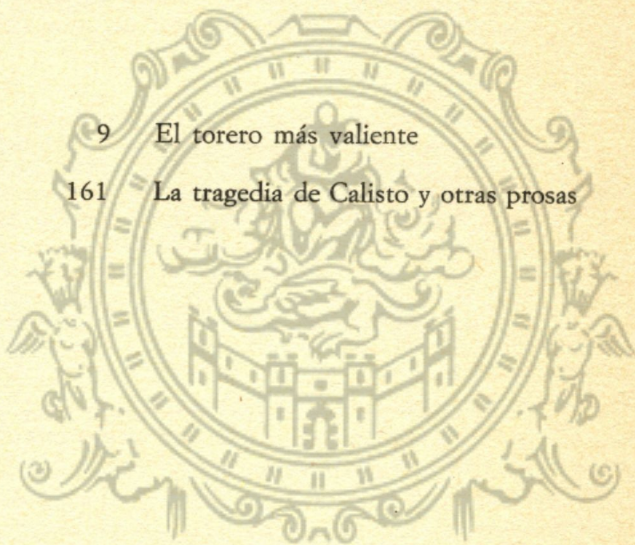 9 El torero más valiente
161 La tragedia de Calisto y otras prosas